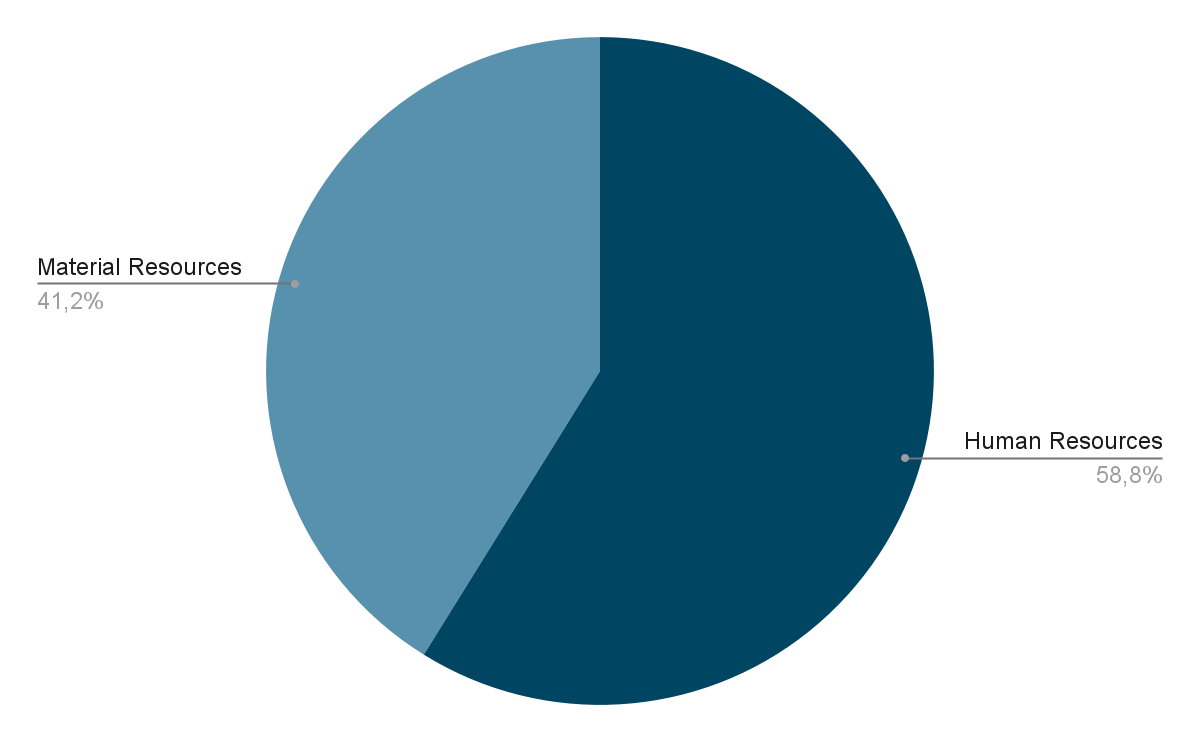 Material Resources
41,2%
Human Resources
58,8%